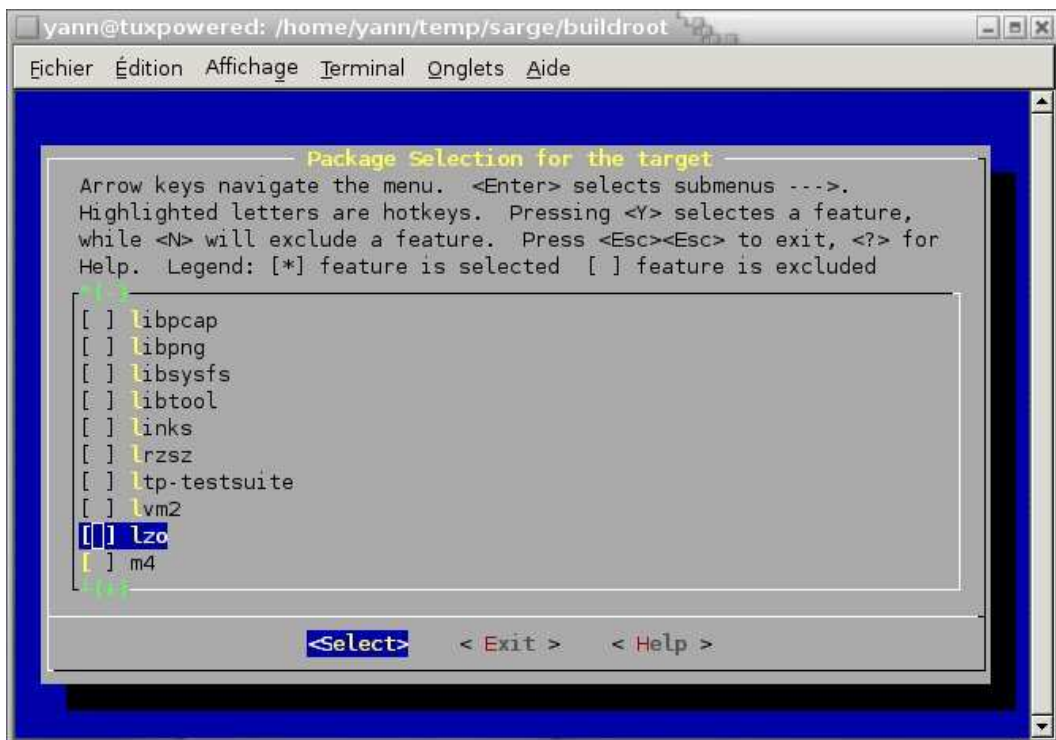 yann@tuxpowered: /home/yann/temp/sarge/buildroot
Fichier Édition Affichage Terminal Onglets Aide
Package Selection for the target
Arrow keys navigate the menu. <Enter> selects submenus --->.
Highlighted letters are hotkeys. Pressing <Y> selectes a feature,
while <N> will exclude a feature. Press <Esc><Esc> to exit, <?> for
Help. Legend: [*] feature is selected [ ] feature is excluded
^(-)
[ ] libpcap
[ ] libpng
[ ] libsysfs
[ ] libtool
[ ] links
[ ] lrzsz
[ ] ltp-testsuite
[ ] lvm2
[ ] lzo
[ ] m4
(+)
<Select> < Exit > < Help >